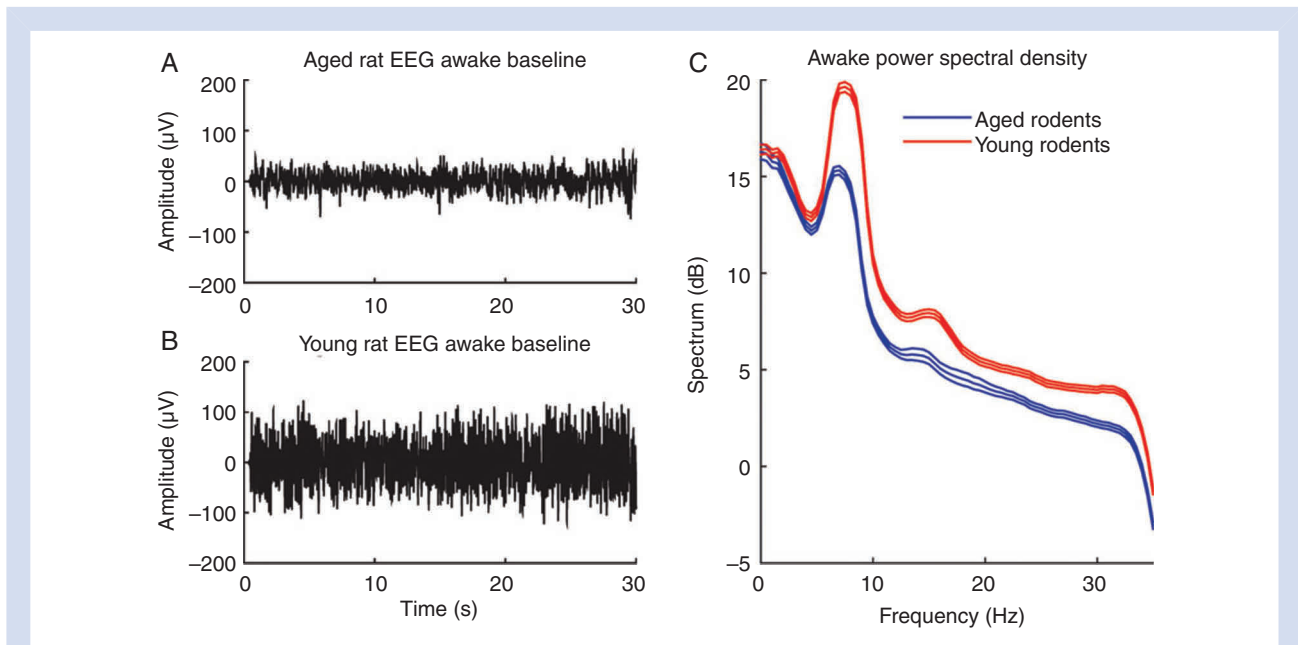 A
Aged rat EEG awake baseline
200
100
0
–100
–200
Amplitude (µV)
0
10
20
30
B
Young rat EEG awake baseline
200
100
0
–100
–200
Amplitude (µV)
0
10
20
30
Time (s)
C
Awake power spectral density
20
15
10
5
0
–5
Spectrum (dB)
Aged rodents
Young rodents
0
10
20
30
Frequency (Hz)